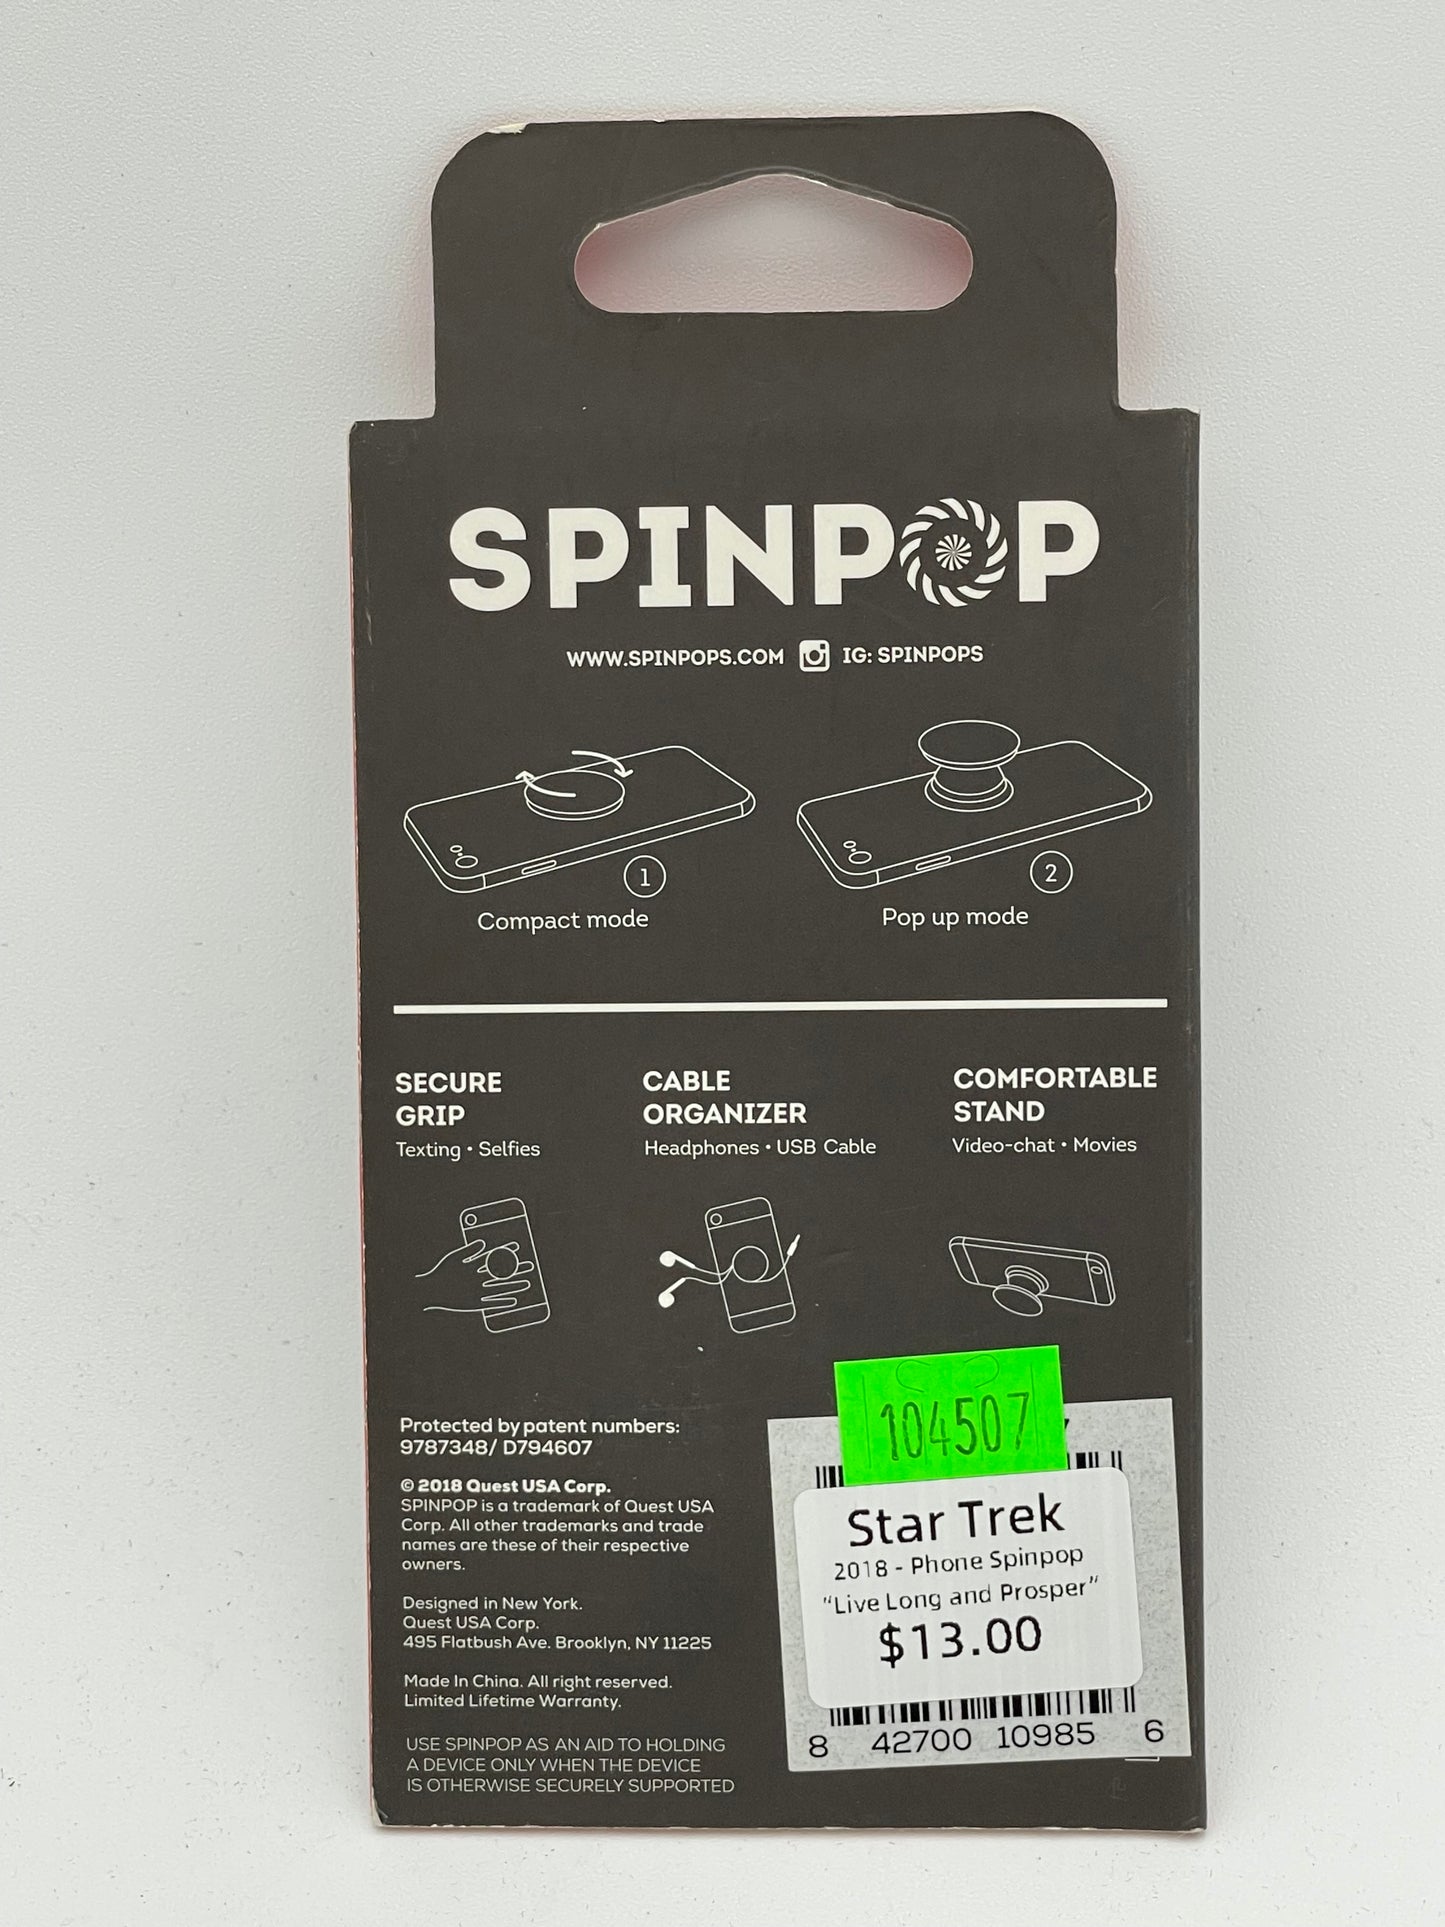 SPINPOP
WWW.SPINPOPS.COM IG: SPINPOPS
1
Compact mode
2
Pop up mode
SECURE
GRIP
Texting • Selfies
CABLE
ORGANIZER
Headphones • USB Cable
COMFORTABLE
STAND
Video-chat • Movies
Protected by patent numbers:
9787348/ D794607
© 2018 Quest USA Corp.
SPINPOP is a trademark of Quest USA
Corp. All other trademarks and trade
names are these of their respective
owners.
Designed in New York.
Quest USA Corp.
495 Flatbush Ave. Brooklyn, NY 11225
Made In China. All right reserved.
Limited Lifetime Warranty.
USE SPINPOP AS AN AID TO HOLDING
A DEVICE ONLY WHEN THE DEVICE
IS OTHERWISE SECURELY SUPPORTED
104507
Star Trek
2018 - Phone Spinpop
"Live Long and Prosper"
$13.00
8 42700 10985 6